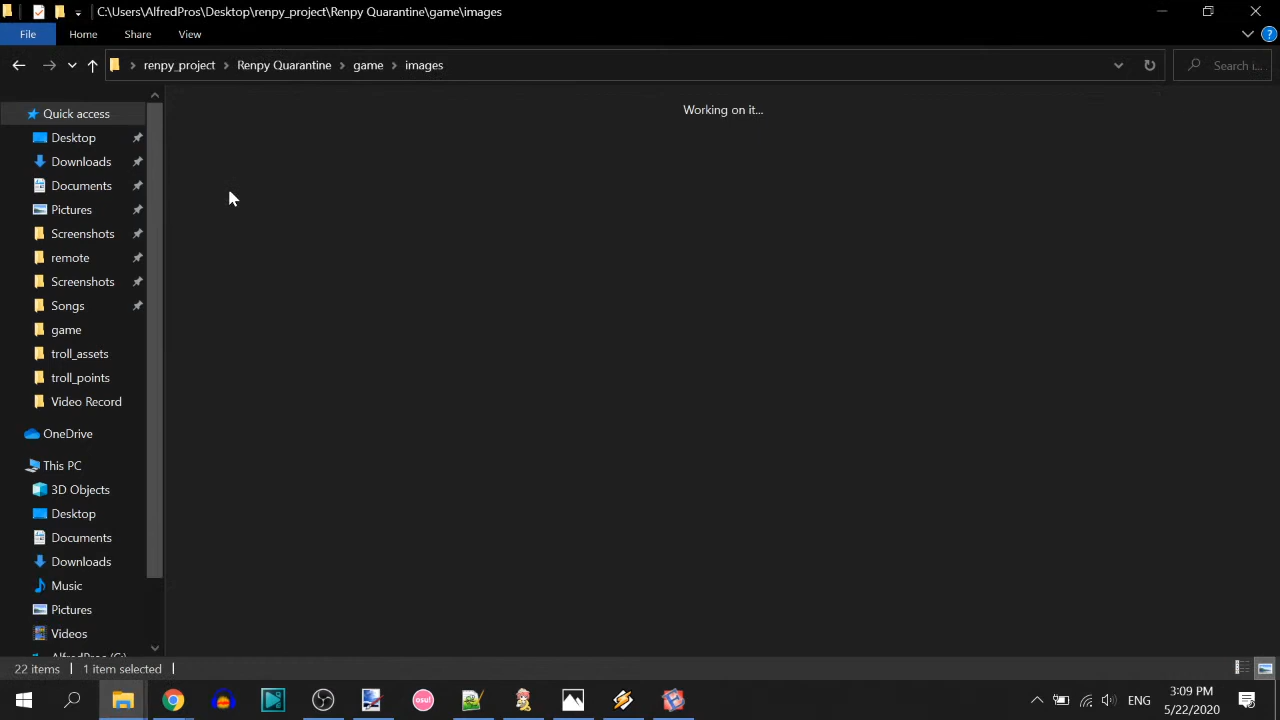 C:\Users\AlfredPros\Desktop\renpy_project\Renpy Quarantine\game\images
File Home Share View
renpy_project Renpy Quarantine game images
Search i...
Working on it...
Quick access
Desktop
Downloads
Documents
Pictures
Screenshots
remote
Screenshots
Songs
game
troll_assets
troll_points
Video Record
OneDrive
This PC
3D Objects
Desktop
Documents
Downloads
Music
Pictures
Videos
AlfredPros (C:)
22 items 1 item selected
osu!
ENG
3:09 PM
5/22/2020